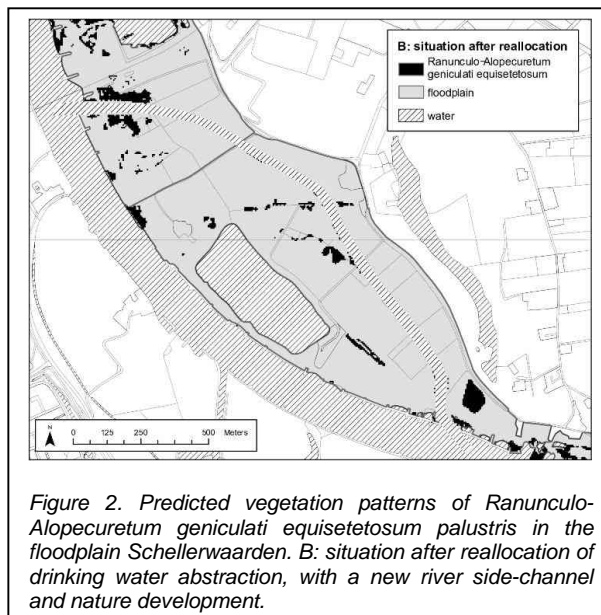 B: situation after reallocation
Ranunculo-Alopecuretum
geniculati equisetetosum
floodplain
water
N
0 125 250 500 Meters
Figure 2. Predicted vegetation patterns of Ranunculo-
Alopecuretum geniculati equisetetosum palustris in the
floodplain Schellerwaarden. B: situation after reallocation of
drinking water abstraction, with a new river side-channel
and nature development.